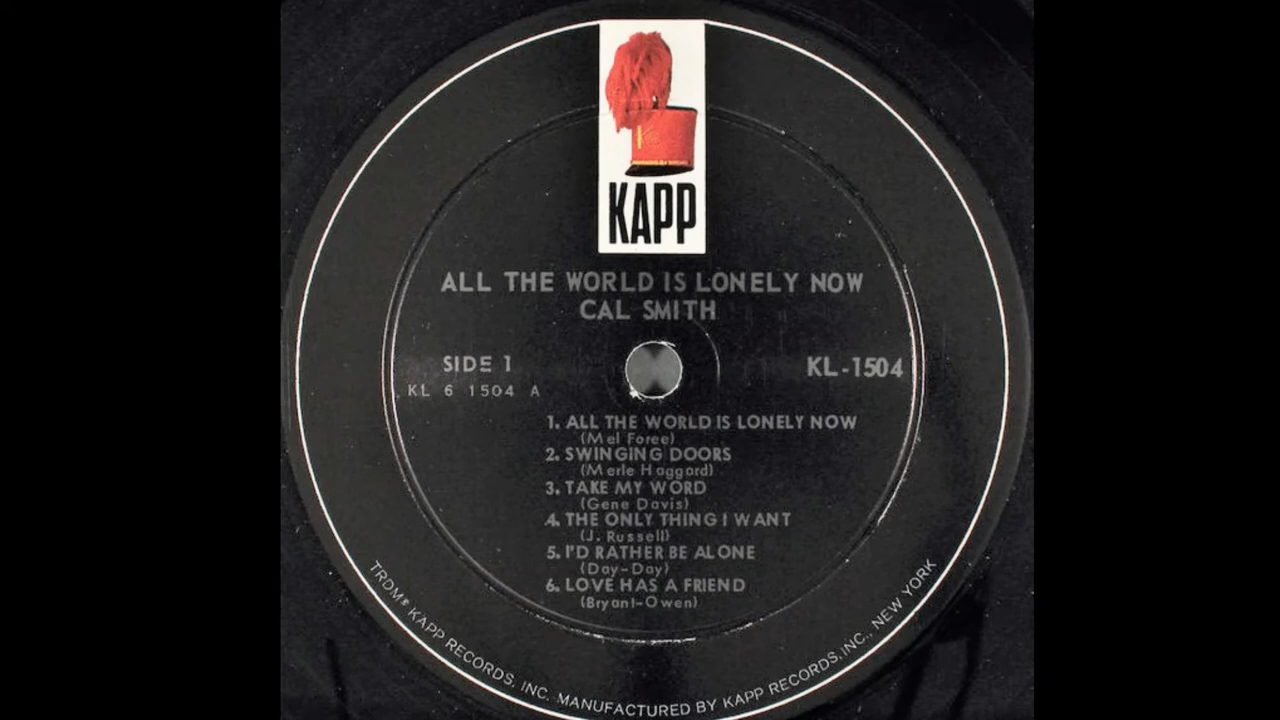 KAPP
ALL THE WORLD IS LONELY NOW
CAL SMITH
SIDE 1
KL-1504
KL 6 1504 A
1. ALL THE WORLD IS LONELY NOW
(Mel Foree)
2. SWINGING DOORS
(Merle Haggard)
3. TAKE MY WORD
(Gene Davis)
4. THE ONLY THING I WANT
(J. Russell)
5. I'D RATHER BE ALONE
(Day-Day)
6. LOVE HAS A FRIEND
(Bryant-Owen)
TRDM® KAPP RECORDS, INC. MANUFACTURED BY KAPP RECORDS, INC., NEW YORK